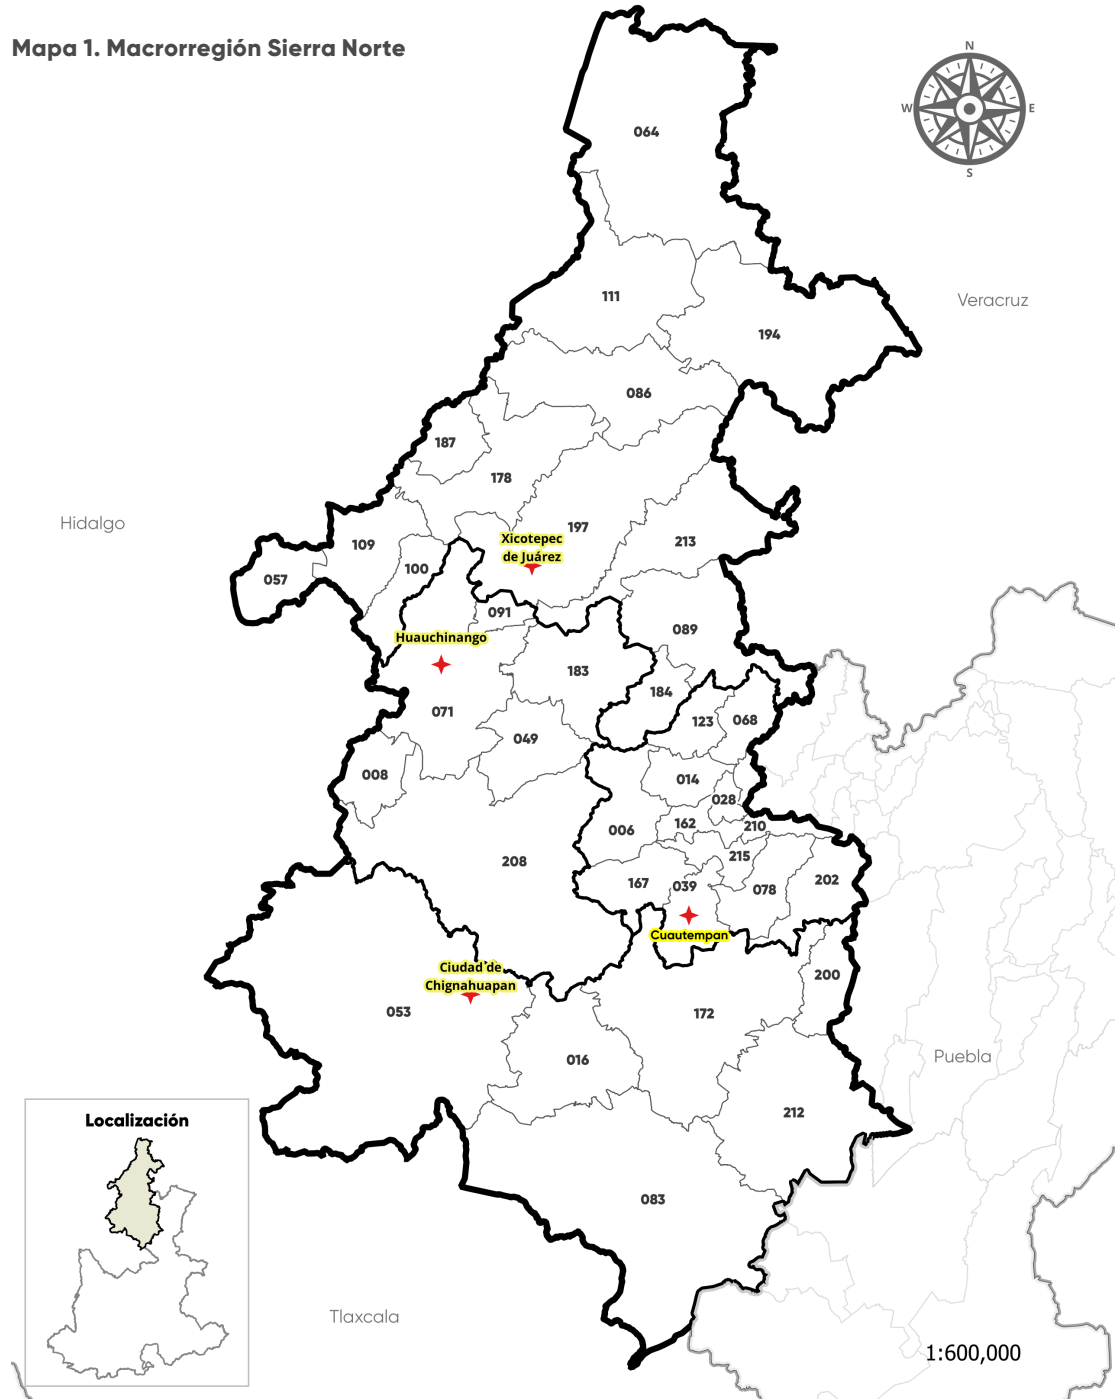 Mapa 1. Macrorregión Sierra Norte
N
W
E
S
064
111
Veracruz
194
086
187
178
Hidalgo
109
197
Xicotepec
de Juárez
213
057
100
091
Huauchinango
089
183
184
071
123
068
049
008
014
028
006
162
210
208
215
167
039
078
202
Cuautempan
Ciudad de
Chignahuapan
200
053
172
016
Puebla
212
Localización
083
Tlaxcala
1:600,000